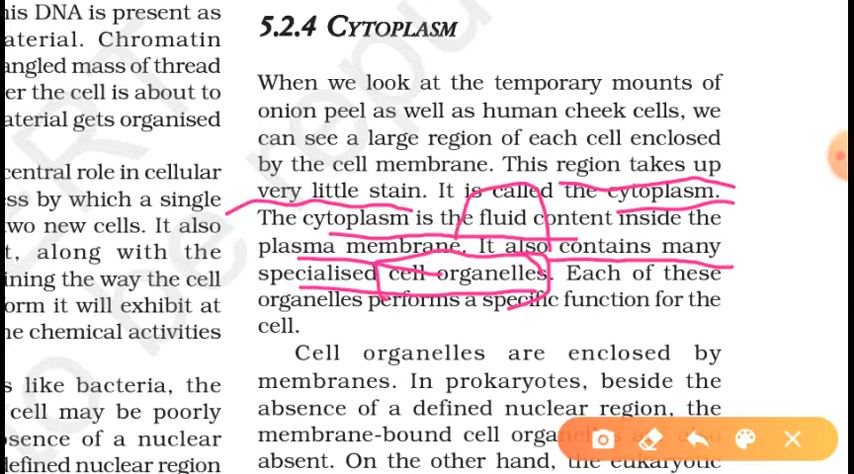 his DNA is present as
aterial. Chromatin
angled mass of thread
er the cell is about to
aterial gets organised
central role in cellular
ss by which a single
two new cells. It also
t, along with the
ining the way the cell
orm it will exhibit at
he chemical activities
s like bacteria, the
cell may be poorly
sence of a nuclear
defined nuclear region
5.2.4 CYTOPLASM
When we look at the temporary mounts of
onion peel as well as human cheek cells, we
can see a large region of each cell enclosed
by the cell membrane. This region takes up
very little stain. It is called the cytoplasm.
The cytoplasm is the fluid content inside the
plasma membrane. It also contains many
specialised cell organelles. Each of these
organelles performs a specific function for the
cell.
Cell organelles are enclosed by
membranes. In prokaryotes, beside the
absence of a defined nuclear region, the
membrane-bound cell organelles are also
absent. On the other hand, the eukaryotic